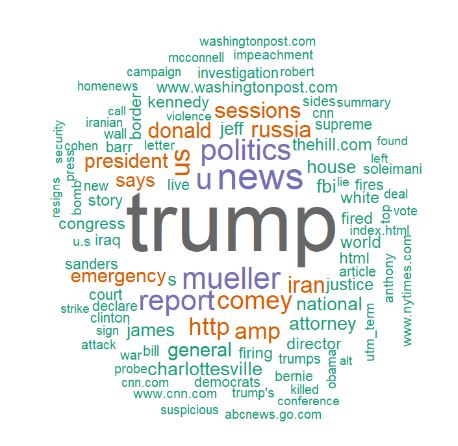 washingtonpost.com
mcconnell impeachment
campaign investigation robert
homenews www.washingtonpost.com
border kennedy sides summary
call violence sessions cnn
iranian donald jeff russia supreme
wall politics thehill.com found
security cohen barr letter
press president us house left
soleimani
says live u news fbi lie fires
bomb new white deal
resigns story trump fired top vote
congress index.html
u.s iraq world
sanders html
emergency s mueller iran article anthony
court justice www.nytimes.com
strike declare report comey national
clinton
sign james http amp attorney utm_term
attack director
war bill general firing trumps obama alt
probe charlottesville bernie
cnn.com democrats killed
www.cnn.com trump's conference
suspicious abcnews.go.com